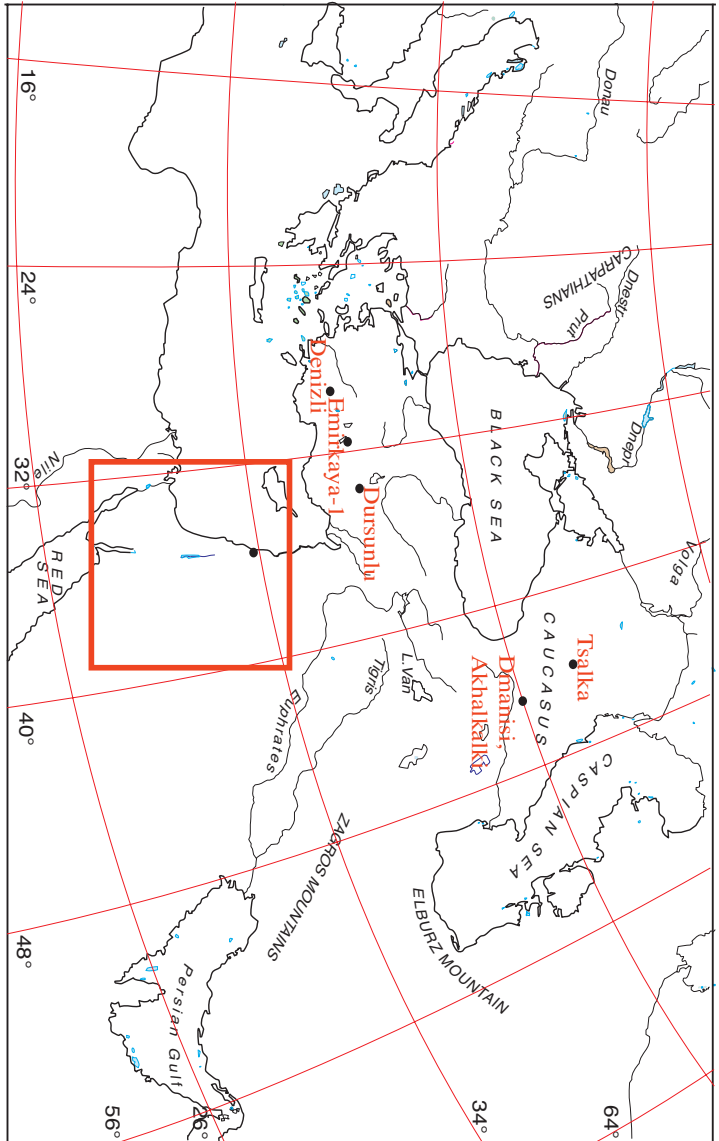 16°
24°
32°
40°
48°
56°
26°
34°
64°
Donau
CARPATHIANS
Dnestr
Prut
Dnepr
Volga
BLACK SEA
CAUCASUS
CASPIAN SEA
ELBURZ MOUNTAIN
ZAGROS MOUNTAINS
Persian Gulf
Euphrates
Tigris
L.Van
Nile
RED
SEA
Denizli
Emirkaya-1
Dursunlu
Tsalka
Dmanisi,
Akhalkalki